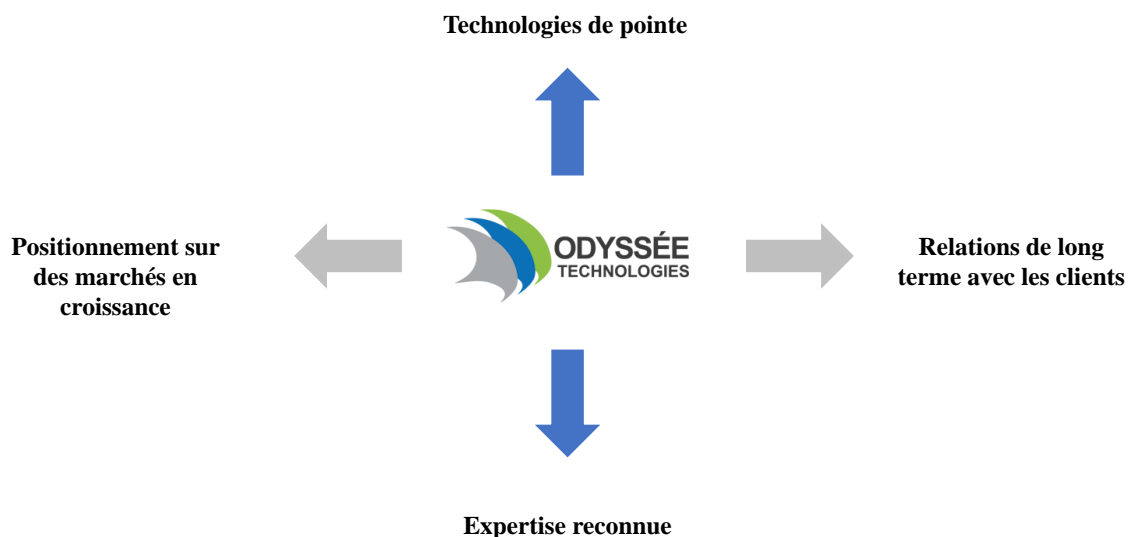 Technologies de pointe
Positionnement sur
des marchés en
croissance
ODYSSÉE
TECHNOLOGIES
Relations de long
terme avec les clients
Expertise reconnue